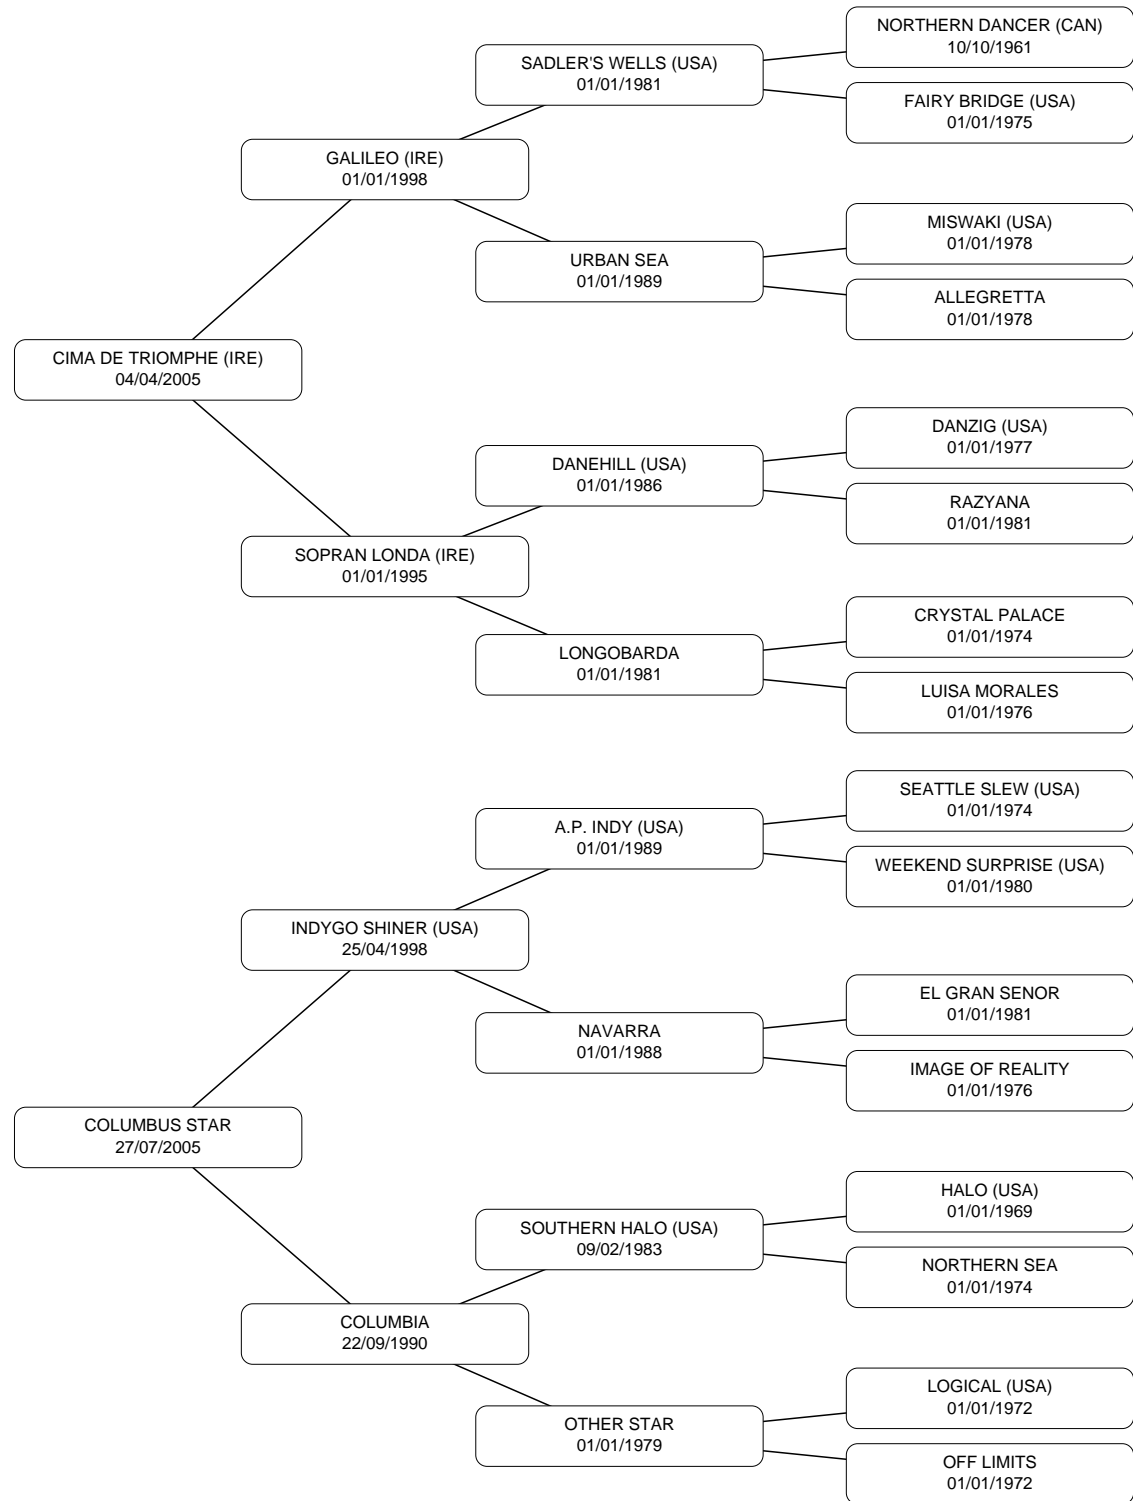 NORTHERN DANCER (CAN)
10/10/1961
SADLER'S WELLS (USA)
01/01/1981
FAIRY BRIDGE (USA)
01/01/1975
GALILEO (IRE)
01/01/1998
MISWAKI (USA)
01/01/1978
URBAN SEA
01/01/1989
ALLEGRETTA
01/01/1978
CIMA DE TRIOMPHE (IRE)
04/04/2005
DANZIG (USA)
01/01/1977
DANEHILL (USA)
01/01/1986
RAZYANA
01/01/1981
SOPRAN LONDA (IRE)
01/01/1995
CRYSTAL PALACE
01/01/1974
LONGOBARDA
01/01/1981
LUISA MORALES
01/01/1976
SEATTLE SLEW (USA)
01/01/1974
A.P. INDY (USA)
01/01/1989
WEEKEND SURPRISE (USA)
01/01/1980
INDYGO SHINER (USA)
25/04/1998
EL GRAN SENOR
01/01/1981
NAVARRA
01/01/1988
IMAGE OF REALITY
01/01/1976
COLUMBUS STAR
27/07/2005
HALO (USA)
01/01/1969
SOUTHERN HALO (USA)
09/02/1983
NORTHERN SEA
01/01/1974
COLUMBIA
22/09/1990
LOGICAL (USA)
01/01/1972
OTHER STAR
01/01/1979
OFF LIMITS
01/01/1972